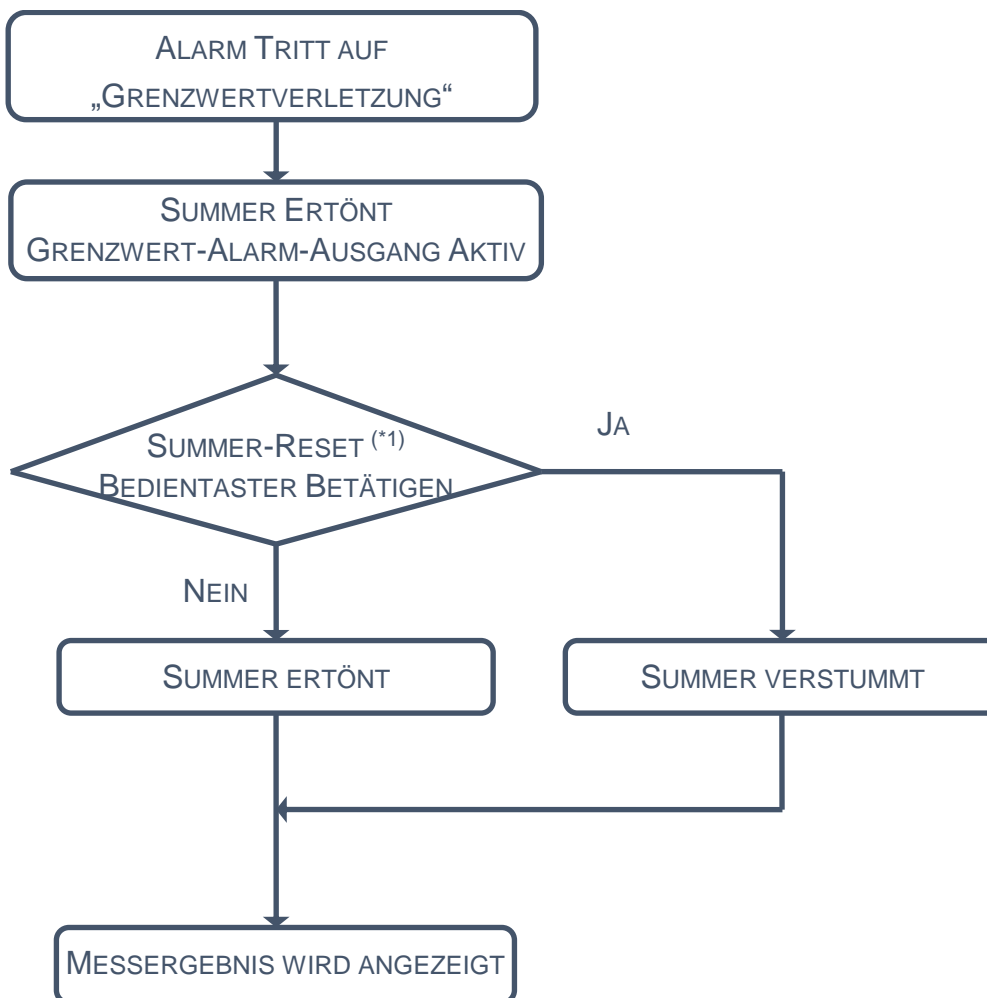 ALARM TRITT AUF
„GRENZWERTVERLETZUNG“
SUMMER ERTÖNT
GRENZWERT-ALARM-AUSGANG AKTIV
SUMMER-RESET (*1)
BEDIENTASTER BETÄTIGEN
JA
NEIN
SUMMER ERTÖNT
SUMMER VERSTUMMT
MESSERGEBNIS WIRD ANGEZEIGT